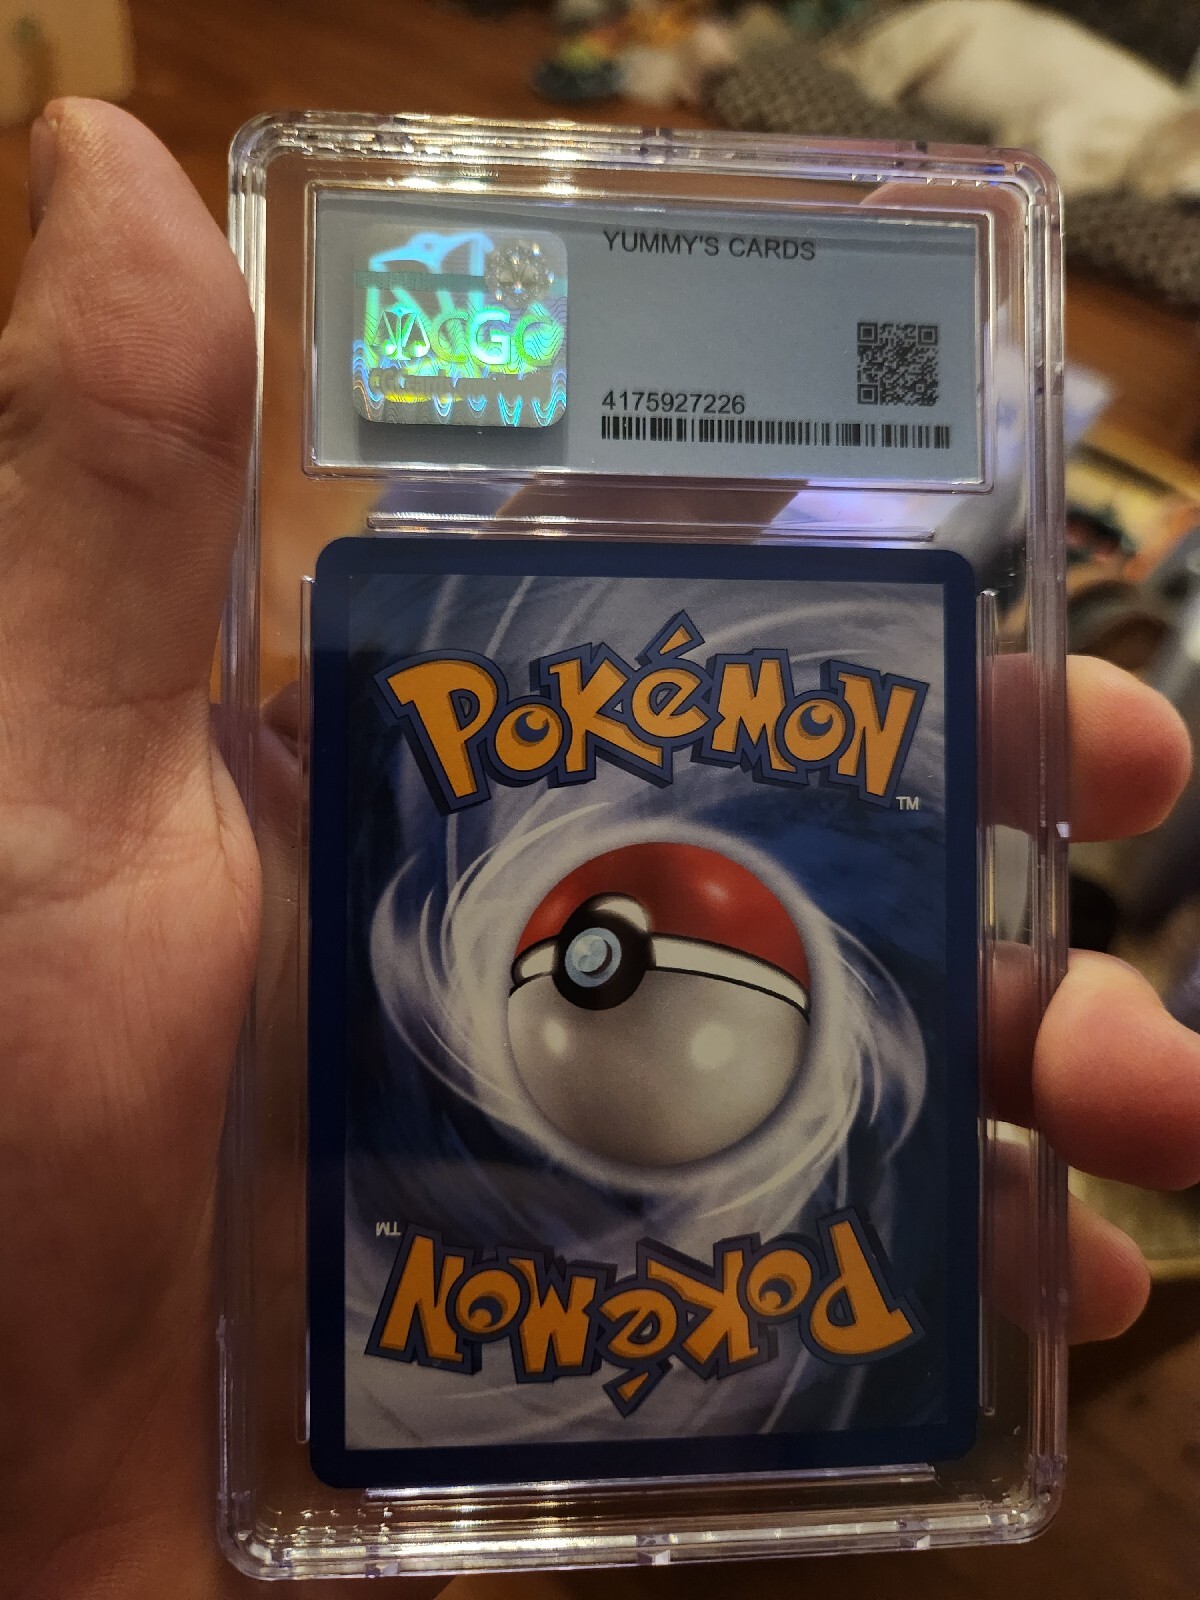 YUMMY'S CARDS
CGC
4175927226
POKéMON
TM
TM
POKéMON